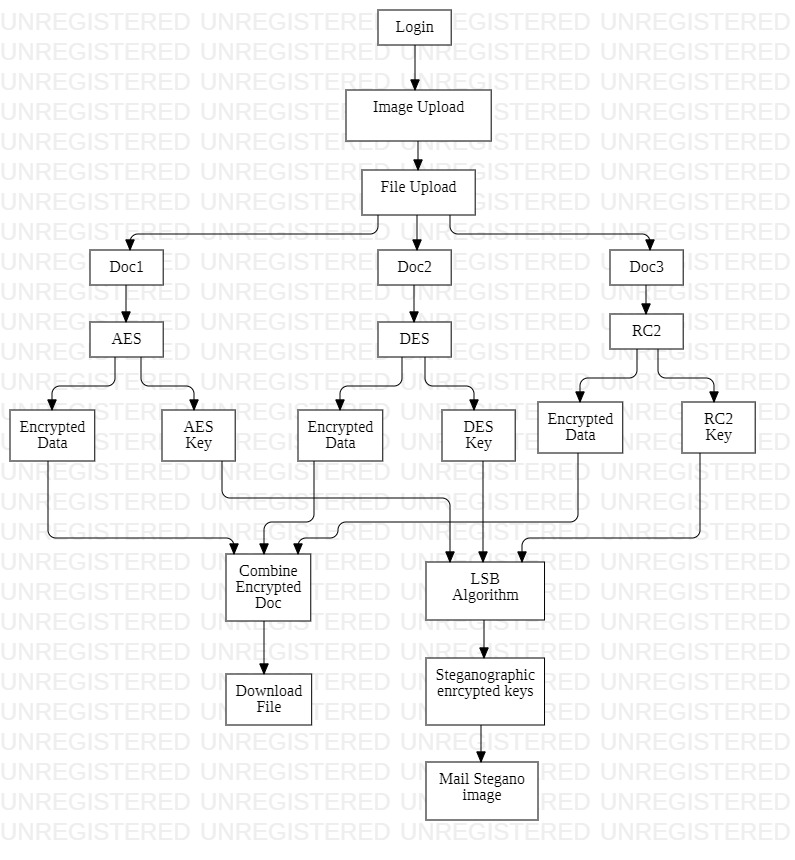 Login
Image Upload
File Upload
Doc1
Doc2
Doc3
AES
DES
RC2
Encrypted
Data
AES
Key
Encrypted
Data
DES
Key
Encrypted
Data
RC2
Key
Combine
Encrypted
Doc
LSB
Algorithm
Download
File
Steganographic
enrcypted keys
Mail Stegano
image
UNREGISTERED UNREGISTERED UNREGISTERED UNREGISTERED